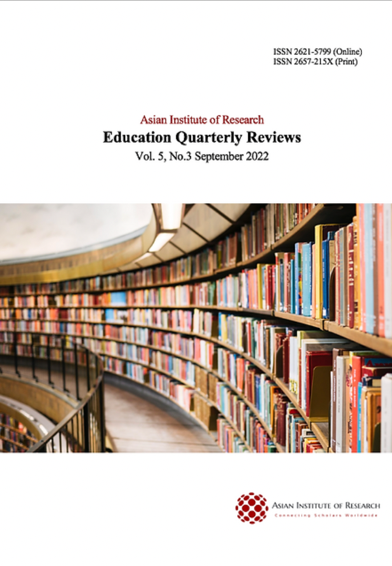 ISSN 2621-5799 (Online)
ISSN 2657-215X (Print)
Asian Institute of Research
Education Quarterly Reviews
Vol. 5, No.3 September 2022
ASIAN INSTITUTE OF RESEARCH
Connecting Scholars Worldwide